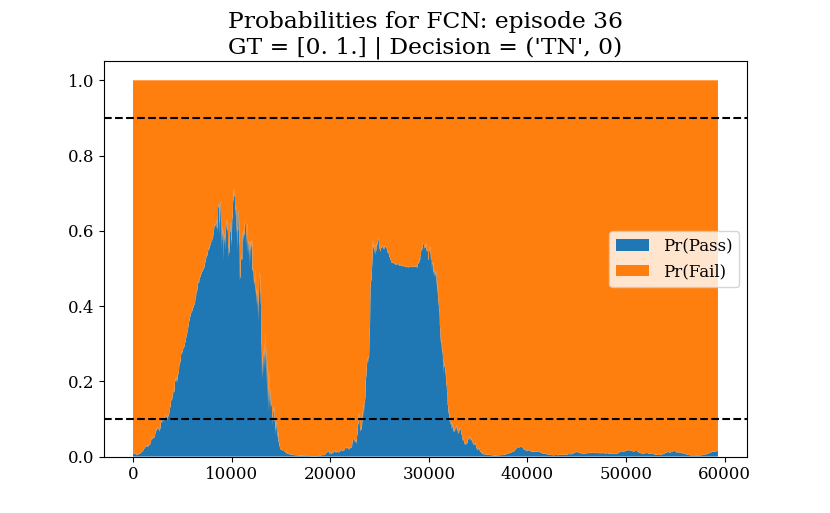 Probabilities for FCN: episode 36
GT = [0. 1.] | Decision = ('TN', 0)
1.0
0.8
0.6
0.4
0.2
0.0
Pr(Pass)
Pr(Fail)
0 10000 20000 30000 40000 50000 60000